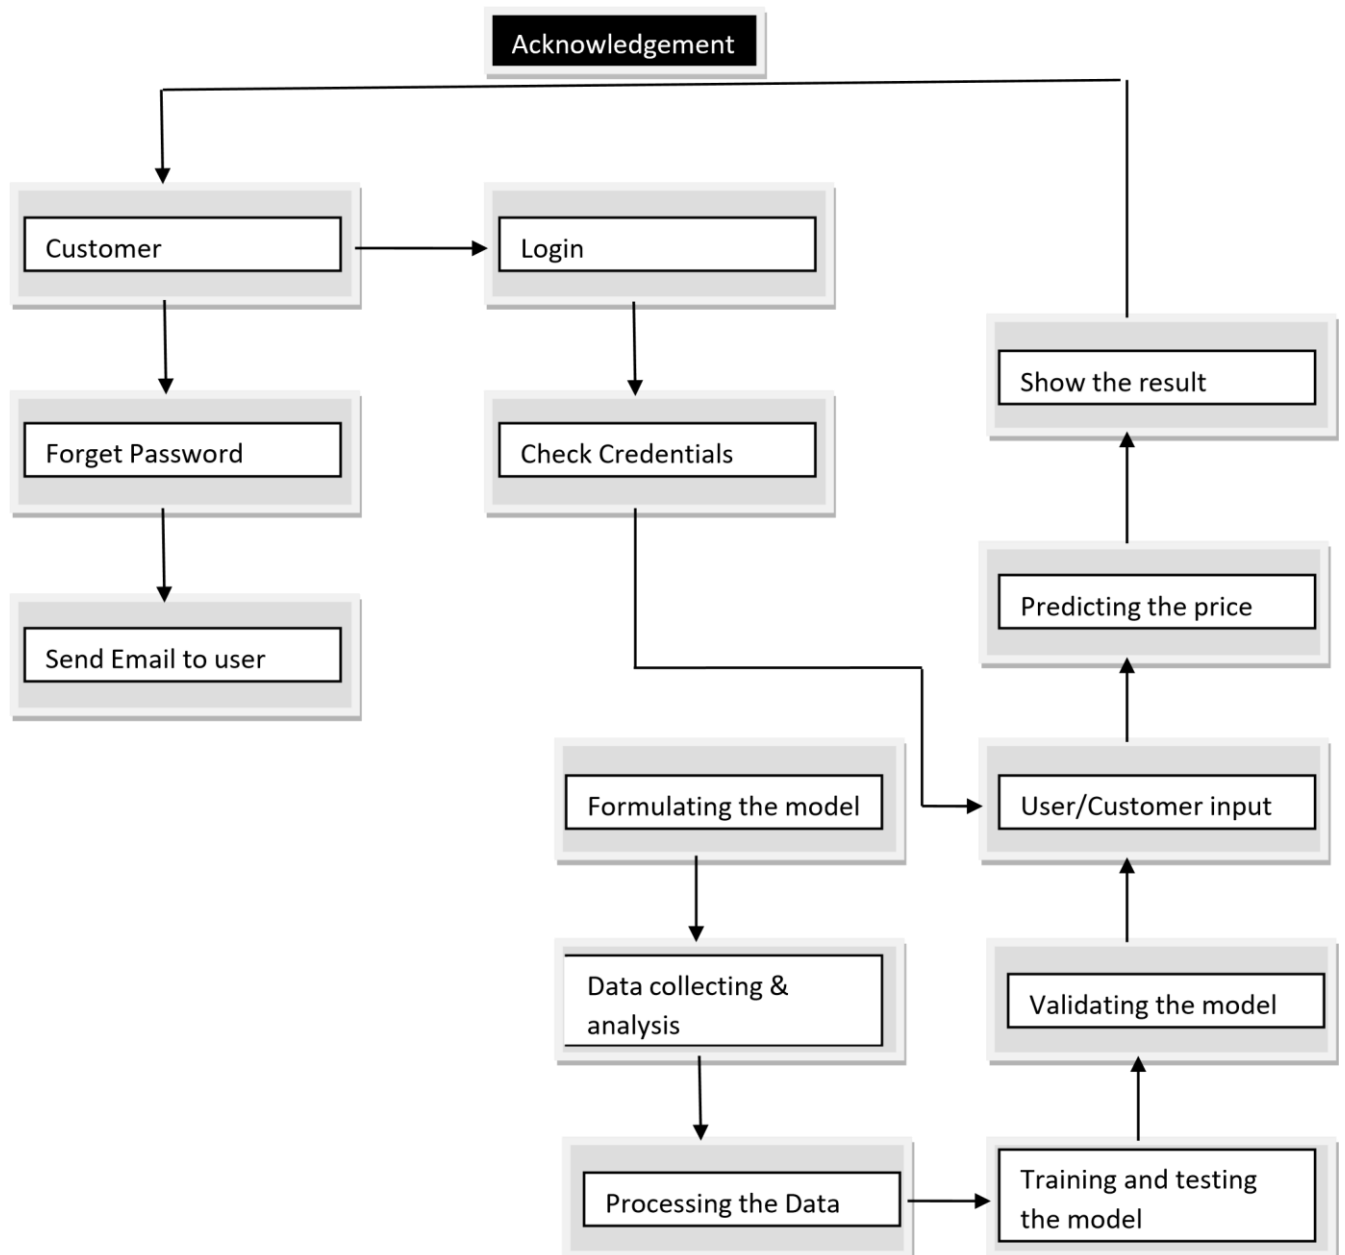 Acknowledgement
Customer
Login
Show the result
Forget Password
Check Credentials
Predicting the price
Send Email to user
Formulating the model
User/Customer input
Data collecting &
analysis
Validating the model
Processing the Data
Training and testing
the model